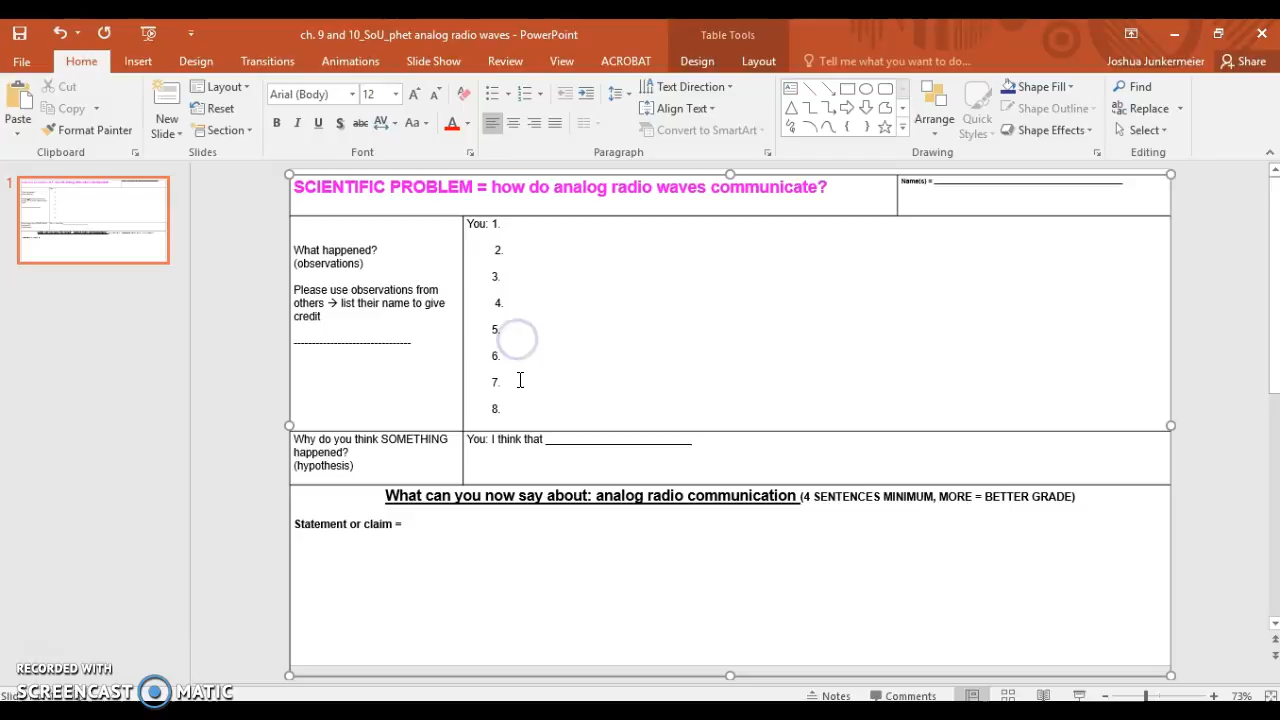 ch. 9 and 10_SoU_phet analog radio waves - PowerPoint
Table Tools
File Home Insert Design Transitions Animations Slide Show Review View ACROBAT Design Layout Tell me what you want to do... Joshua Junkermeier Share
Paste
Cut
Copy
Format Painter
Clipboard
New Slide
Layout
Reset
Section
Slides
Arial (Body) 12
B I U S abc AV Aa A
Font
Text Direction
Align Text
Convert to SmartArt
Paragraph
Arrange
Quick Styles
Shape Fill
Shape Outline
Shape Effects
Drawing
Find
Replace
Select
Editing
1
SCIENTIFIC PROBLEM = how do analog radio waves communicate?
Name(s) = ______________________________
What happened?
(observations)
Please use observations from
others → list their name to give
credit
--------------------------------
You: 1.
2.
3.
4.
5.
6.
7.
8.
Why do you think SOMETHING
happened?
(hypothesis)
You: I think that ______________________
What can you now say about: analog radio communication (4 SENTENCES MINIMUM, MORE = BETTER GRADE)
Statement or claim =
RECORDED WITH
SCREENCAST MATIC
Notes
Comments
73%